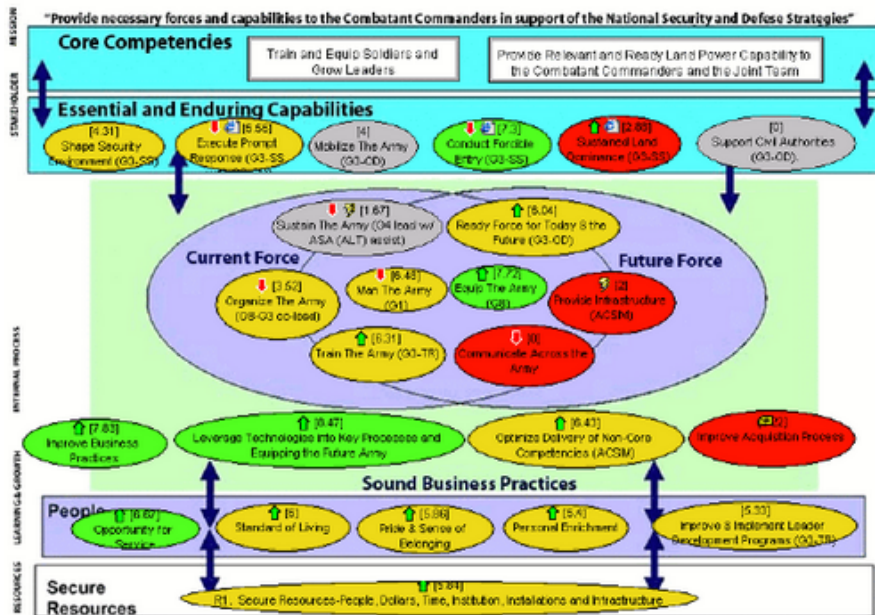 "Provide necessary forces and capabilities to the Combatant Commanders in support of the National Security and Defese Strategies"
MISSION
Core Competencies
Train and Equip Soldiers and
Grow Leaders
Provide Relevant and Ready Land Power Capability to
the Combatant Commanders and the Joint Team
STAKEHOLDER
Essential and Enduring Capabilities
[4.31]
Shape Security
Environment (G3-SS)
[6.56]
Execute Prompt
Response (G3-SS
[4]
Mobilize The Army
(G3-OD)
[7.3]
Conduct Forcible
Entry (G3-SS)
[2.83]
Sustained Land
Dominance (G3-SS)
[0]
Support Civil Authorities
(G3-OD).
[1.67]
Sustain The Army (G4 lead w/
ASA (ALT) assist)
[6.04]
Ready Force for Today & the
Future (G3-OD)
Current Force
Future Force
[3.52]
Organize The Army
(G8-G3 co-lead)
[6.48]
Man The Army
(G1)
[7.72]
Equip The Army
(G8)
[2]
Provide Infrastructure
(ACSIM)
[6.31]
Train The Army (G3-TR)
[0]
Communicate Across the
Army
INTERNAL PROCESS
[7.83]
Improve Business
Practices
[8.47]
Leverage Technologies into Key Processes and
Equipping the Future Army
[6.43]
Optimize Delivery of Non-Core
Competencies (ACSIM)
Improve Acquisition Process
Sound Business Practices
LEARNING & GROWTH
People
[6.67]
Opportunity for
Service
[6]
Standard of Living
[5.86]
Pride & Sense of
Belonging
[5.4]
Personal Enrichment
[5.33]
Improve & Implement Leader
Development Programs (G3-TR)
RESOURCES
Secure
Resources
[5.84]
R1. Secure Resources-People, Dollars, Time, Institution, Installations and Infrastructure